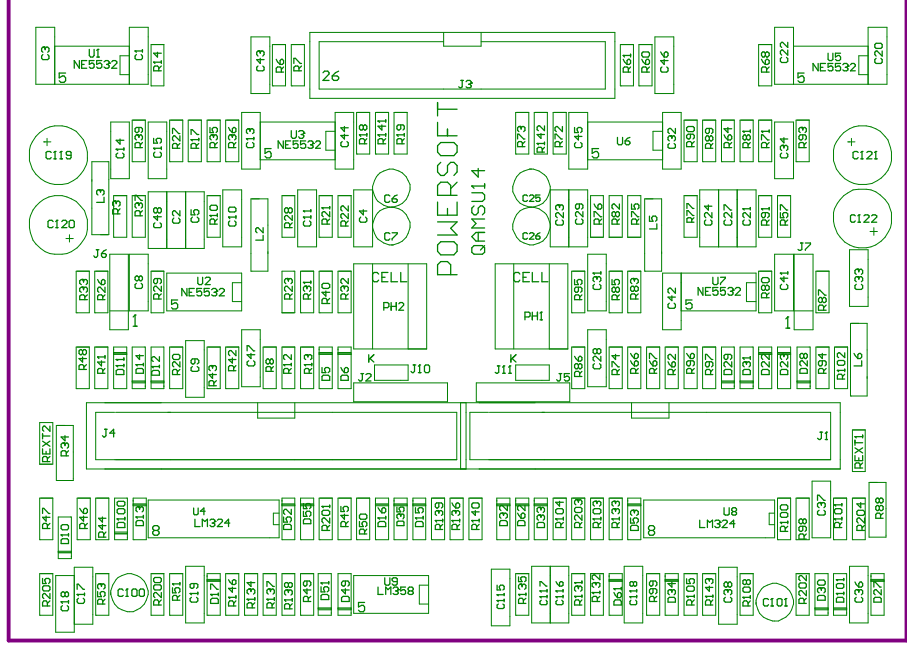 C3
U1
NE5532
5
C1
R14
C43
R6
R7
26
J3
R61
R60
C46
R68
C22
U5
NE5532
5
C20
C119
C14
R39
C15
R27
R17
R35
R36
C13
U3
NE5532
5
C44
R18
R141
R19
POWERSOFT
QAMSU14
R73
R142
R72
C45
U6
5
C32
R90
R89
R64
R81
R71
C34
R93
C121
L3
C120
R3
R37
C48
C2
C5
R10
C10
L2
R28
C11
R21
C4
C6
C7
C25
C26
C23
C29
R76
R82
R75
L5
R77
C24
C27
C21
R91
R57
C122
J6
R33
R26
C8
1
R29
U2
NE5532
5
R23
R31
R40
R32
CELL
PH2
K
CELL
PH1
K
R95
C31
R85
R83
C42
U7
NE5532
5
R80
C41
J7
1
R87
C33
R48
R41
D11
D14
D12
R20
C9
R43
R42
C47
R8
R12
R13
D5
D6
J2
J10
J11
J5
R86
C28
R74
R66
R67
R62
R96
R97
D29
D31
D22
D23
D28
R94
R102
L6
REXT2
R34
J4
J1
REXT1
R47
D10
R46
R44
D100
D13
U4
LM324
8
D52
D55
R201
R45
R50
D16
D35
D15
R139
R136
R140
D32
D62
D33
R104
R203
R103
R133
D53
U8
LM324
8
R100
R98
C37
R101
R204
R88
R205
C18
C17
R53
C100
R200
R51
C19
D17
R146
R134
R137
R138
R49
D51
D49
U9
LM358
5
C115
R135
C117
C116
R131
R132
D61
C118
R99
D34
R105
R143
C38
R108
C101
R202
D30
D101
C36
D27